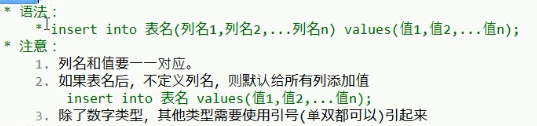 * 语法：
* insert into 表名(列名1,列名2,...列名n) values(值1,值2,...值n);
* 注意：
1. 列名和值要一一对应。
2. 如果表名后，不定义列名，则默认给所有列添加值
insert into 表名 values(值1,值2,...值n);
3. 除了数字类型，其他类型需要使用引号(单双都可以)引起来